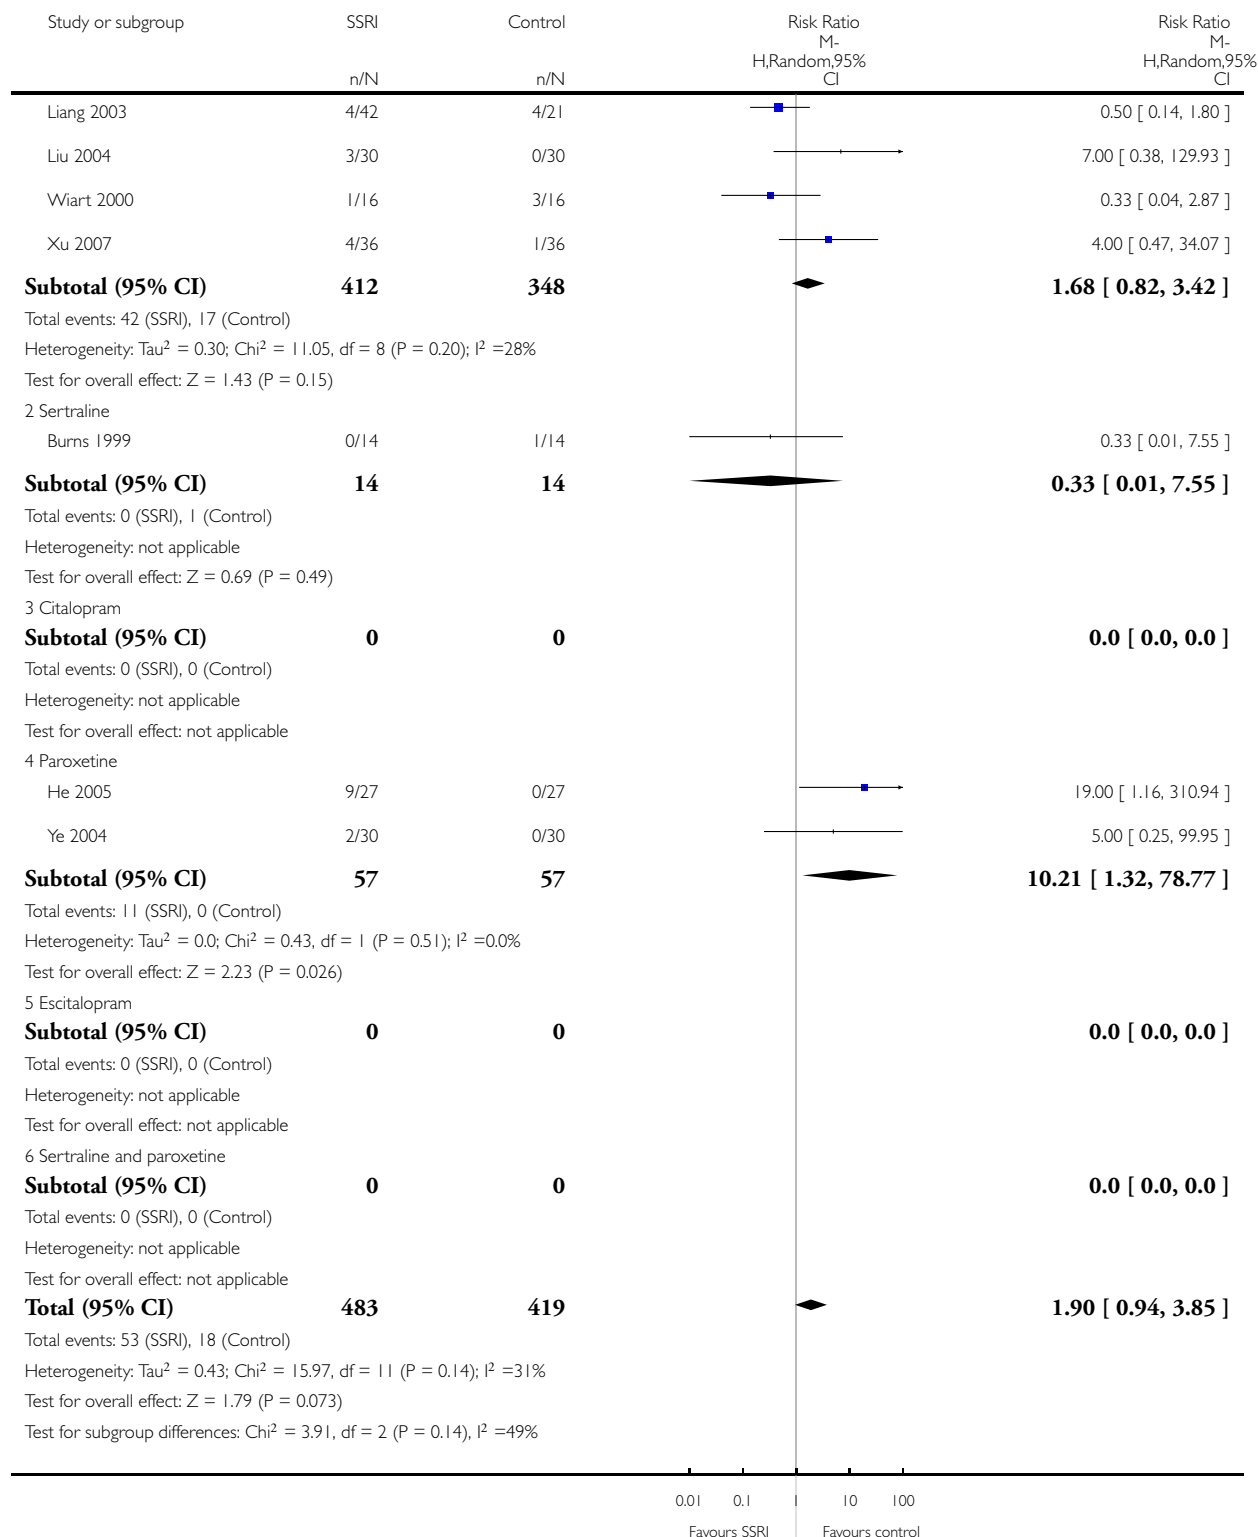 Study or subgroup SSRI Control Risk Ratio Risk Ratio
M- M-
H,Random,95% H,Random,95%
n/N n/N CI CI
Liang 2003 4/42 4/21 0.50 [ 0.14, 1.80 ]
Liu 2004 3/30 0/30 7.00 [ 0.38, 129.93 ]
Wiart 2000 1/16 3/16 0.33 [ 0.04, 2.87 ]
Xu 2007 4/36 1/36 4.00 [ 0.47, 34.07 ]
Subtotal (95% CI) 412 348 1.68 [ 0.82, 3.42 ]
Total events: 42 (SSRI), 17 (Control)
Heterogeneity: Tau² = 0.30; Chi² = 11.05, df = 8 (P = 0.20); I² =28%
Test for overall effect: Z = 1.43 (P = 0.15)
2 Sertraline
Burns 1999 0/14 1/14 0.33 [ 0.01, 7.55 ]
Subtotal (95% CI) 14 14 0.33 [ 0.01, 7.55 ]
Total events: 0 (SSRI), 1 (Control)
Heterogeneity: not applicable
Test for overall effect: Z = 0.69 (P = 0.49)
3 Citalopram
Subtotal (95% CI) 0 0 0.0 [ 0.0, 0.0 ]
Total events: 0 (SSRI), 0 (Control)
Heterogeneity: not applicable
Test for overall effect: not applicable
4 Paroxetine
He 2005 9/27 0/27 19.00 [ 1.16, 310.94 ]
Ye 2004 2/30 0/30 5.00 [ 0.25, 99.95 ]
Subtotal (95% CI) 57 57 10.21 [ 1.32, 78.77 ]
Total events: 11 (SSRI), 0 (Control)
Heterogeneity: Tau² = 0.0; Chi² = 0.43, df = 1 (P = 0.51); I² =0.0%
Test for overall effect: Z = 2.23 (P = 0.026)
5 Escitalopram
Subtotal (95% CI) 0 0 0.0 [ 0.0, 0.0 ]
Total events: 0 (SSRI), 0 (Control)
Heterogeneity: not applicable
Test for overall effect: not applicable
6 Sertraline and paroxetine
Subtotal (95% CI) 0 0 0.0 [ 0.0, 0.0 ]
Total events: 0 (SSRI), 0 (Control)
Heterogeneity: not applicable
Test for overall effect: not applicable
Total (95% CI) 483 419 1.90 [ 0.94, 3.85 ]
Total events: 53 (SSRI), 18 (Control)
Heterogeneity: Tau² = 0.43; Chi² = 15.97, df = 11 (P = 0.14); I² =31%
Test for overall effect: Z = 1.79 (P = 0.073)
Test for subgroup differences: Chi² = 3.91, df = 2 (P = 0.14), I² =49%
0.01 0.1 1 10 100
Favours SSRI Favours control